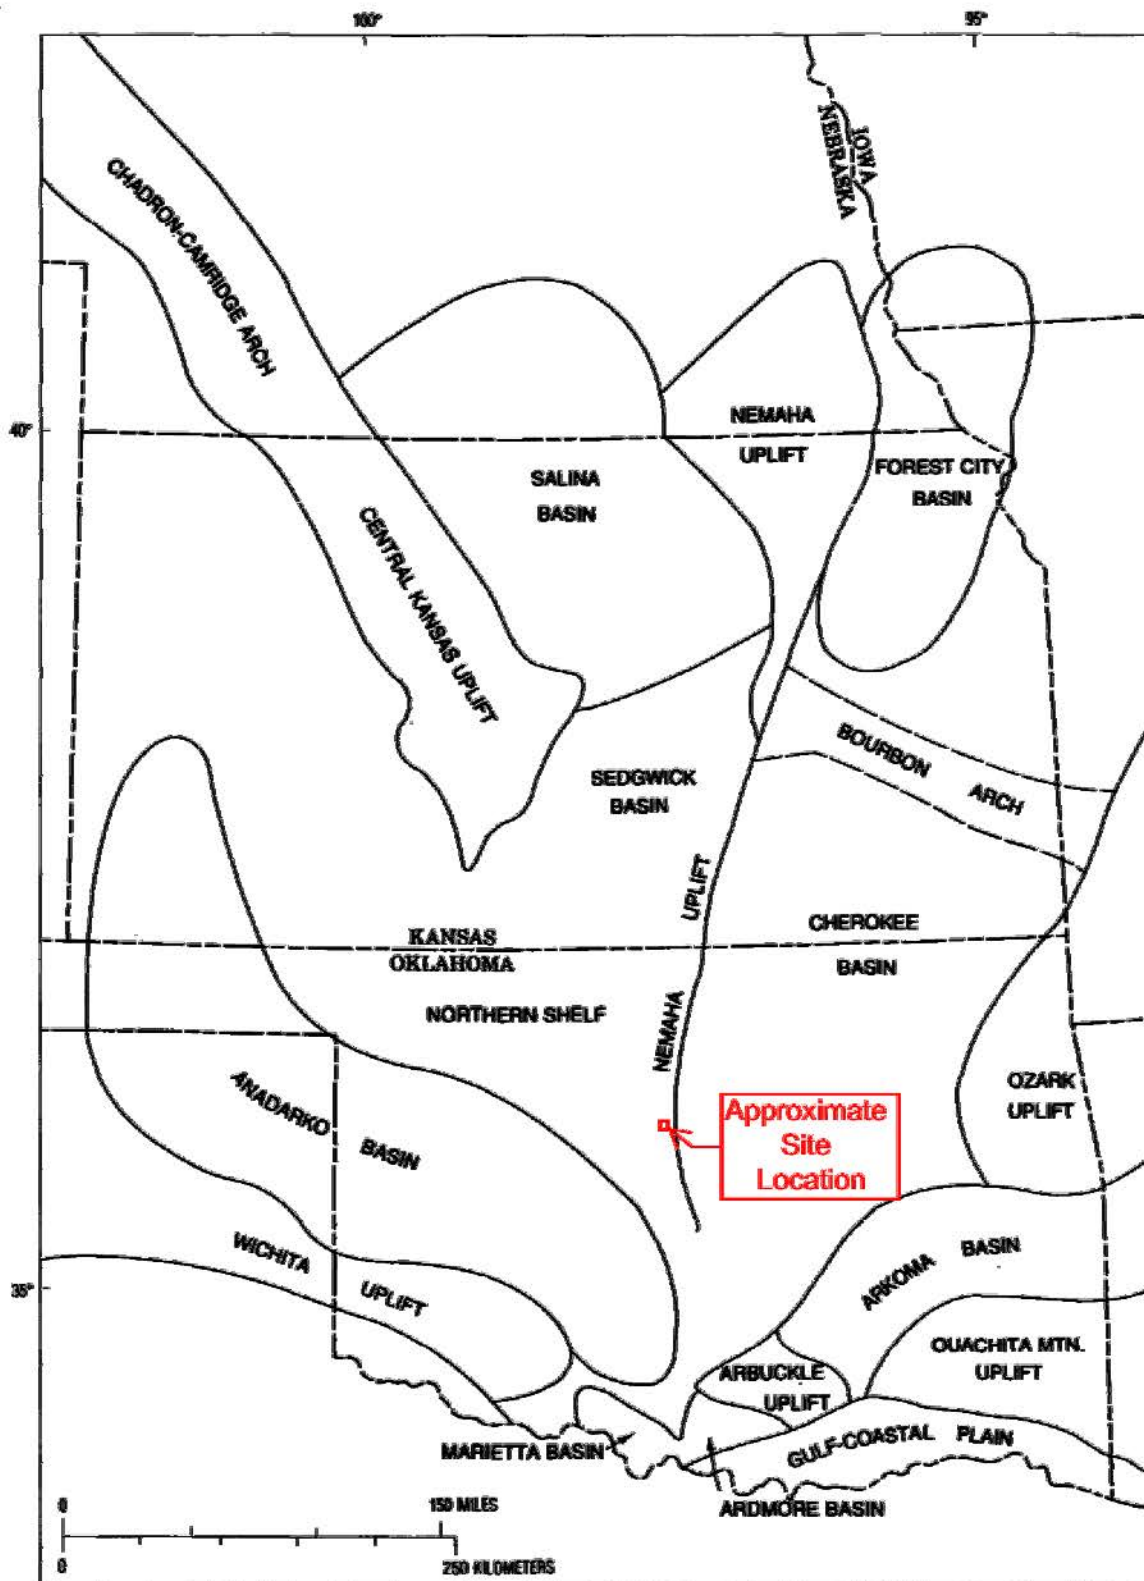 100°
95°
IOWA
NEBRASKA
CHADRON-CAMRIDGE ARCH
40°
NEMAHA
UPLIFT
FOREST CITY
BASIN
SALINA
BASIN
CENTRAL KANSAS UPLIFT
BOURBON
ARCH
SEDGWICK
BASIN
NEMAHA UPLIFT
CHEROKEE
BASIN
KANSAS
OKLAHOMA
NORTHERN SHELF
ANADARKO
BASIN
OZARK
UPLIFT
Approximate
Site
Location
WICHITA
UPLIFT
ARKOMA BASIN
35°
OUACHITA MTN.
UPLIFT
ARBUCKLE
UPLIFT
MARIETTA BASIN
GULF-COASTAL PLAIN
ARDMORE BASIN
0
150 MILES
0
250 KILOMETERS